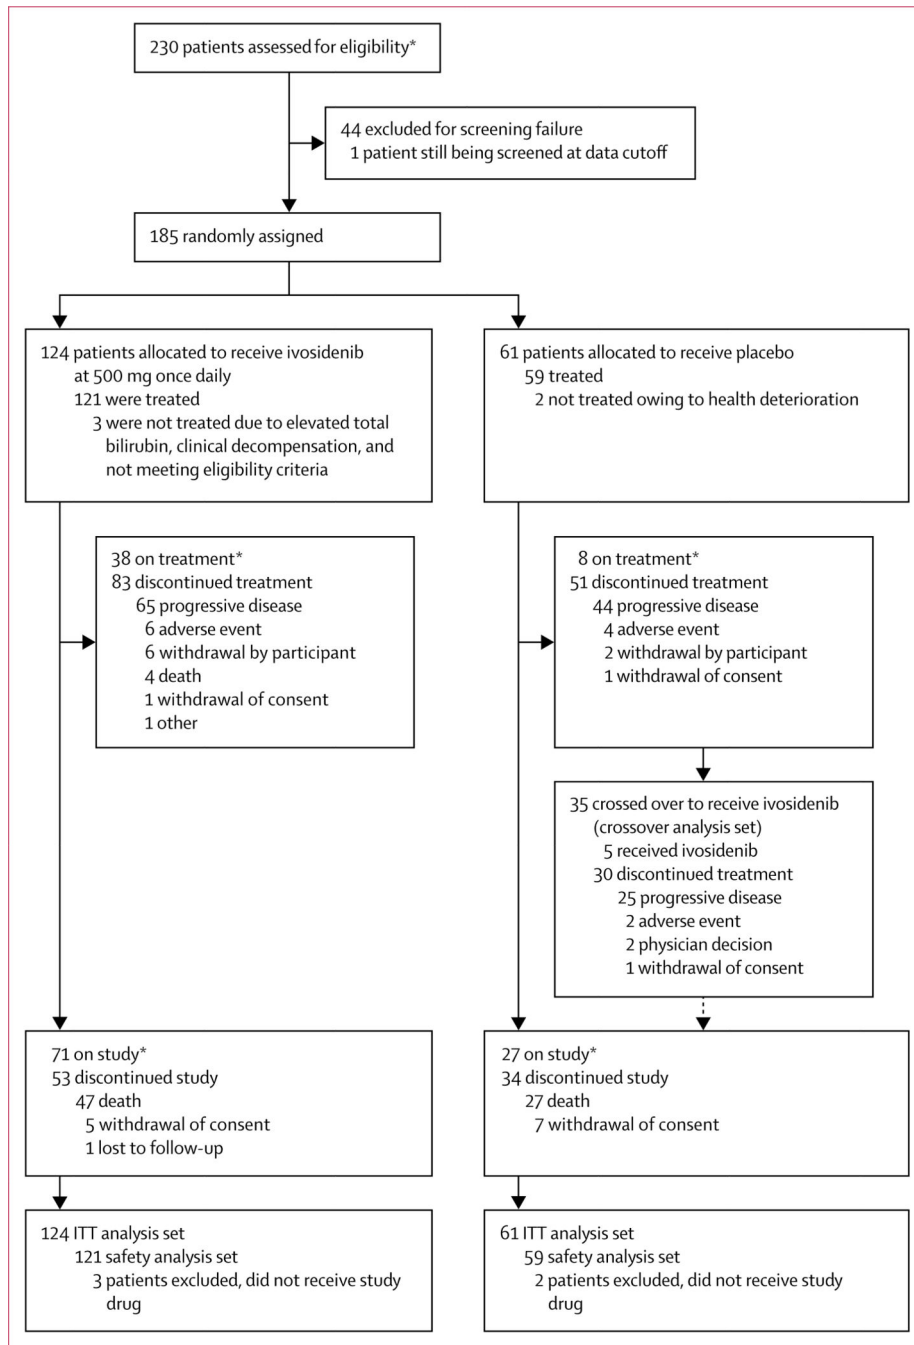 230 patients assessed for eligibility*
44 excluded for screening failure
1 patient still being screened at data cutoff
185 randomly assigned
124 patients allocated to receive ivosidenib
at 500 mg once daily
121 were treated
3 were not treated due to elevated total
bilirubin, clinical decompensation, and
not meeting eligibility criteria
61 patients allocated to receive placebo
59 treated
2 not treated owing to health deterioration
38 on treatment*
83 discontinued treatment
65 progressive disease
6 adverse event
6 withdrawal by participant
4 death
1 withdrawal of consent
1 other
8 on treatment*
51 discontinued treatment
44 progressive disease
4 adverse event
2 withdrawal by participant
1 withdrawal of consent
35 crossed over to receive ivosidenib
(crossover analysis set)
5 received ivosidenib
30 discontinued treatment
25 progressive disease
2 adverse event
2 physician decision
1 withdrawal of consent
71 on study*
53 discontinued study
47 death
5 withdrawal of consent
1 lost to follow-up
27 on study*
34 discontinued study
27 death
7 withdrawal of consent
124 ITT analysis set
121 safety analysis set
3 patients excluded, did not receive study
drug
61 ITT analysis set
59 safety analysis set
2 patients excluded, did not receive study
drug